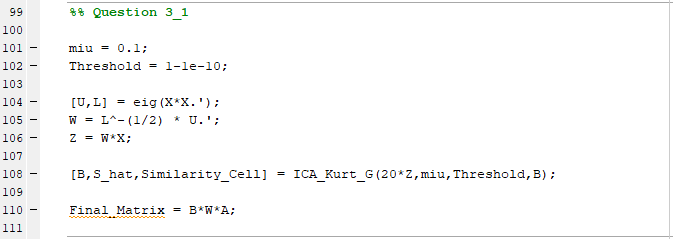 99 %% Question 3_1
100
101 - miu = 0.1;
102 - Threshold = 1-1e-10;
103
104 - [U,L] = eig(X*X.');
105 - W = L^-(1/2) * U.';
106 - Z = W*X;
107
108 - [B,S_hat,Similarity_Cell] = ICA_Kurt_G(20*Z,miu,Threshold,B);
109
110 - Final_Matrix = B*W*A;
111